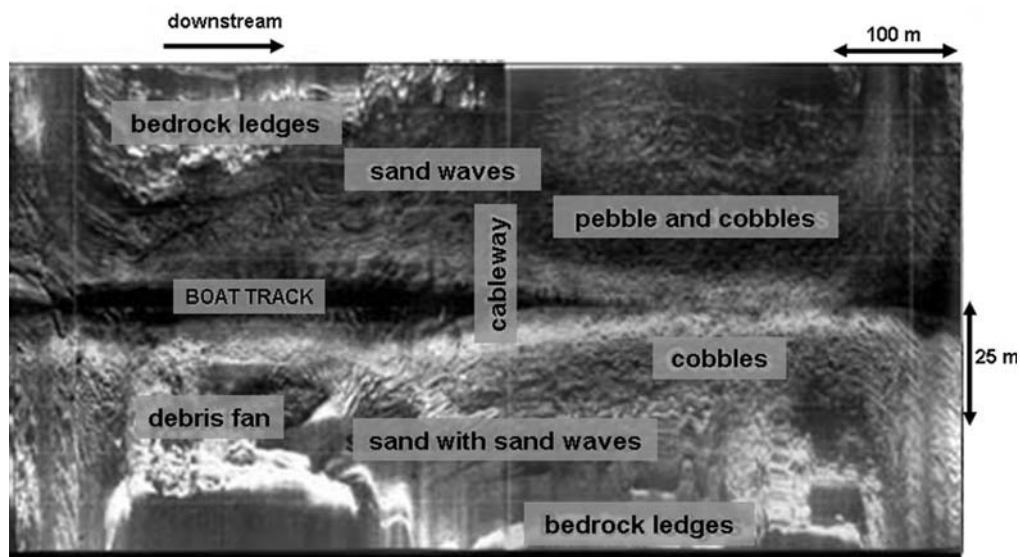 downstream
100 m
bedrock ledges
sand waves
pebble and cobbles
cableway
BOAT TRACK
25 m
cobbles
debris fan
sand with sand waves
bedrock ledges